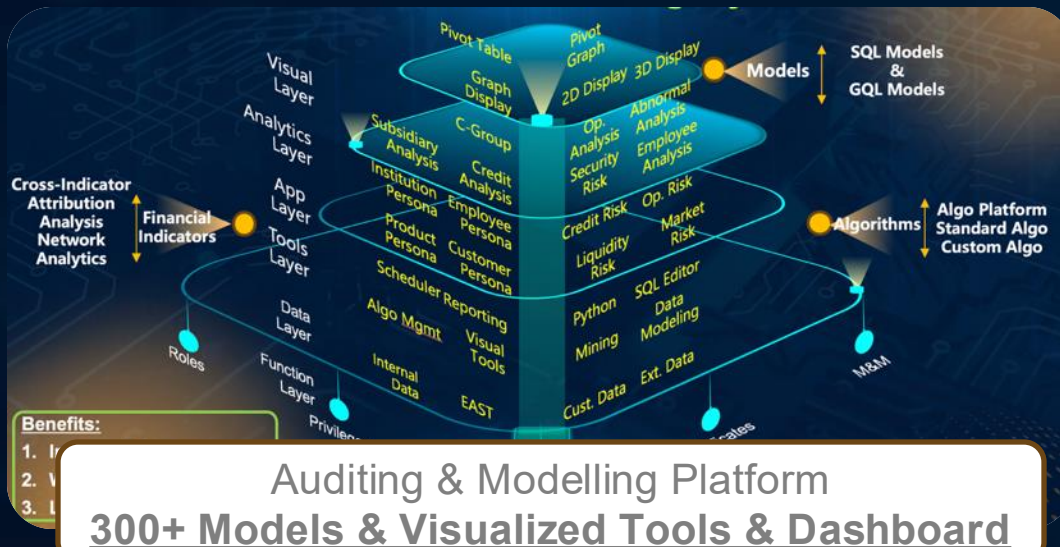 Pivot Table
Pivot
Graph
Visual
Layer
Graph
Display
2D Display
3D Display
Models
SQL Models
&
GQL Models
Analytics
Layer
Subsidiary
Analysis
C-Group
Credit
Analysis
Op.
Analysis
Abnormal
Analysis
Security
Risk
Employee
Analysis
Cross-Indicator
Attribution
Analysis
Network
Analytics
Financial
Indicators
App
Layer
Institution
Persona
Employee
Persona
Credit Risk
Op. Risk
Product
Persona
Customer
Persona
Liquidity
Risk
Market
Risk
Algorithms
Algo Platform
Standard Algo
Custom Algo
Tools
Layer
Scheduler
Reporting
Python
SQL Editor
Algo Mgmt
Visual
Tools
Mining
Data
Modeling
Data
Layer
Internal
Data
EAST
Cust. Data
Ext. Data
Function
Layer
Roles
M&M
Benefits:
1.
2.
3.
Auditing & Modelling Platform
300+ Models & Visualized Tools & Dashboard